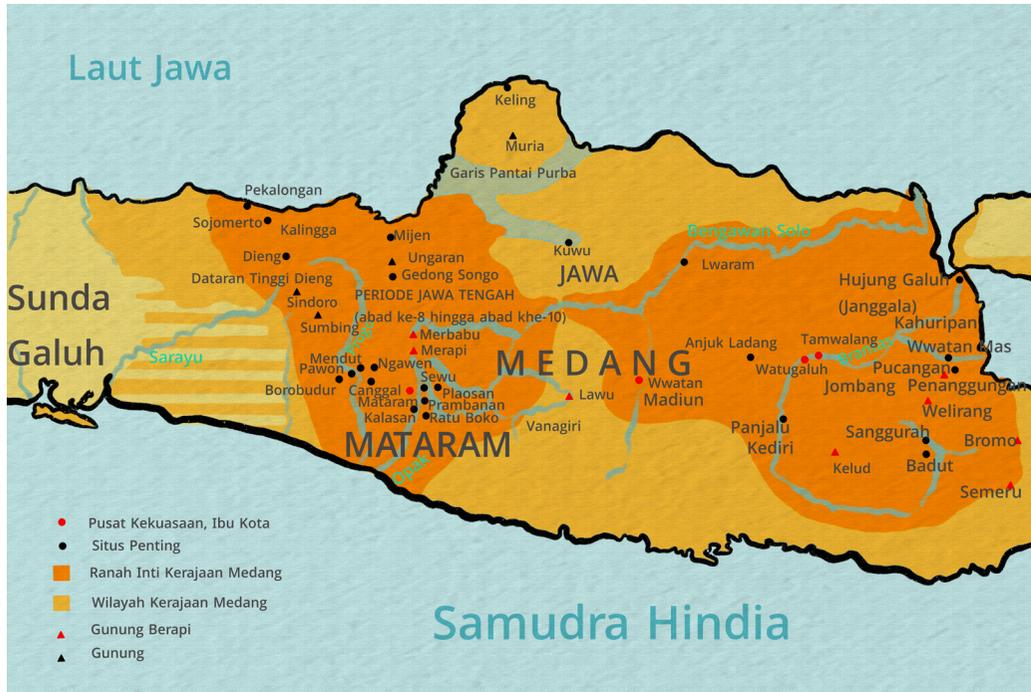 Laut Jawa
Keling
Muria
Garis Pantai Purba
Pekalongan
Sojomerto
Kalingga
Mijen
Bengawan Solo
Kuwu
JAWA
Lwaram
Dieng
Ungaran
Gedong Songo
Dataran Tinggi Dieng
Sindoro
PERIODE JAWA TENGAH
(abad ke-8 hingga abad khe-10)
Sunda
Galuh
Sumbing
Progo
Merbabu
Merapi
Sarayu
Hujung Galuh
(Janggala)
Kahuripan
Anjuk Ladang
Tamwalang
Brantas
Wwatan Mas
Watugaluh
Pucangan
Jombang
Penanggungan
Welirang
MEDANG
Mendut
Pawon
Ngawen
Borobudur
Canggal
Sewu
Mataram
Plaosan
Prambanan
Kalasan
Ratu Boko
Lawu
Wwatan
Madiun
Vanagiri
MATARAM
Opak
Panjalu
Kediri
Sanggurah
Bromo
Kelud
Badut
Semeru
Pusat Kekuasaan, Ibu Kota
Situs Penting
Ranah Inti Kerajaan Medang
Wilayah Kerajaan Medang
Gunung Berapi
Gunung
Samudra Hindia